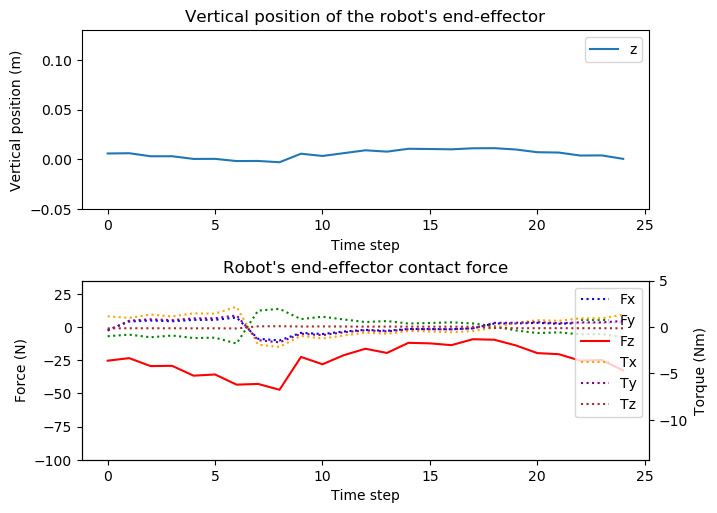 Vertical position of the robot's end-effector
Vertical position (m)
0.10
0.05
0.00
−0.05
z
0 5 10 15 20 25
Time step
Robot's end-effector contact force
Force (N)
25
0
−25
−50
−75
−100
Fx
Fy
Fz
Tx
Ty
Tz
5
0
−5
−10
Torque (Nm)
0 5 10 15 20 25
Time step